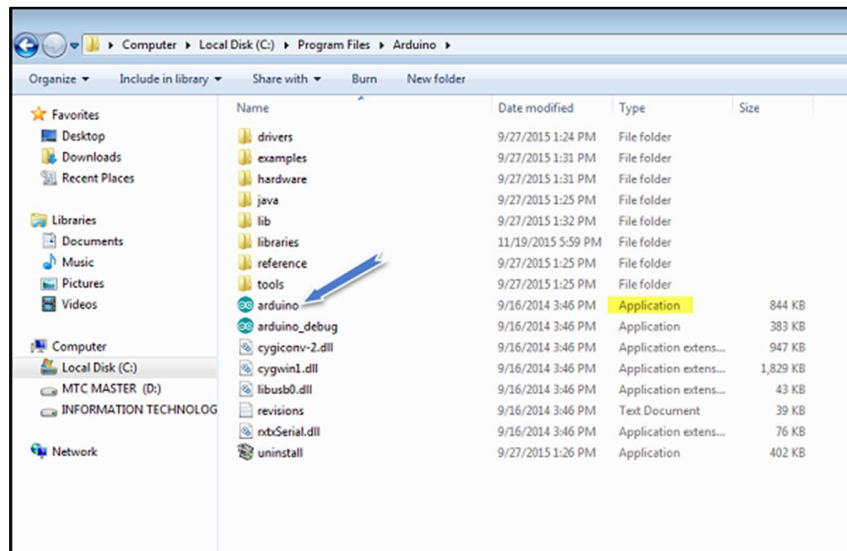 Computer Local Disk (C:) Program Files Arduino
Organize Include in library Share with Burn New folder
Favorites
Desktop
Downloads
Recent Places
Libraries
Documents
Music
Pictures
Videos
Computer
Local Disk (C:)
MTC MASTER (D:)
INFORMATION TECHNOLOG
Network
Name Date modified Type Size
drivers 9/27/2015 1:24 PM File folder
examples 9/27/2015 1:31 PM File folder
hardware 9/27/2015 1:31 PM File folder
java 9/27/2015 1:25 PM File folder
lib 9/27/2015 1:32 PM File folder
libraries 11/19/2015 5:59 PM File folder
reference 9/27/2015 1:25 PM File folder
tools 9/27/2015 1:25 PM File folder
arduino 9/16/2014 3:46 PM Application 844 KB
arduino_debug 9/16/2014 3:46 PM Application 383 KB
cygiconv-2.dll 9/16/2014 3:46 PM Application extens... 947 KB
cygwin1.dll 9/16/2014 3:46 PM Application extens... 1,829 KB
libusb0.dll 9/16/2014 3:46 PM Application extens... 43 KB
revisions 9/16/2014 3:46 PM Text Document 39 KB
rxtxSerial.dll 9/16/2014 3:46 PM Application extens... 76 KB
uninstall 9/27/2015 1:26 PM Application 402 KB